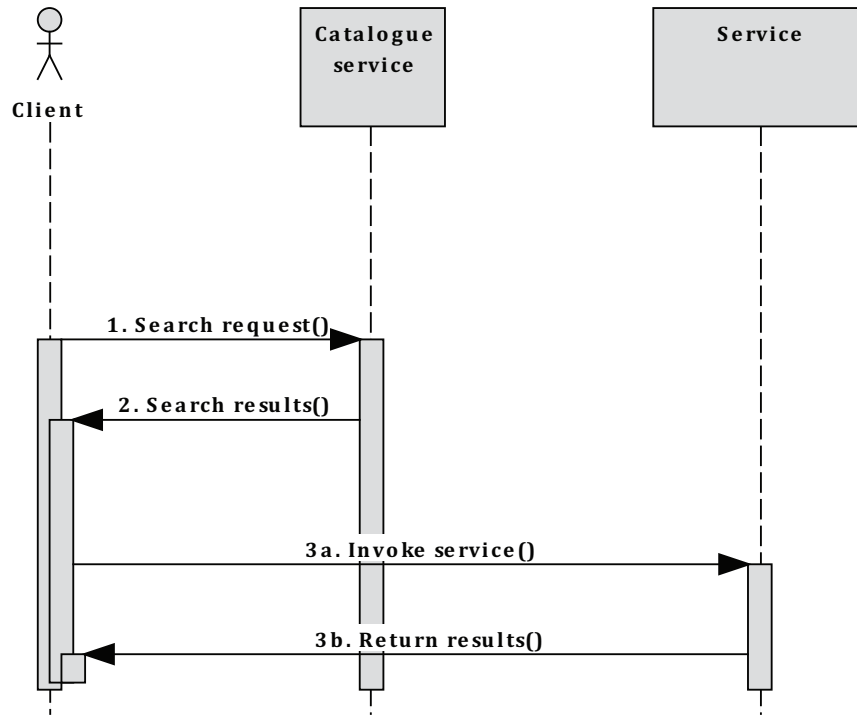 Client
Catalogue
service
Service
1. Search request()
2. Search results()
3a. Invoke service()
3b. Return results()